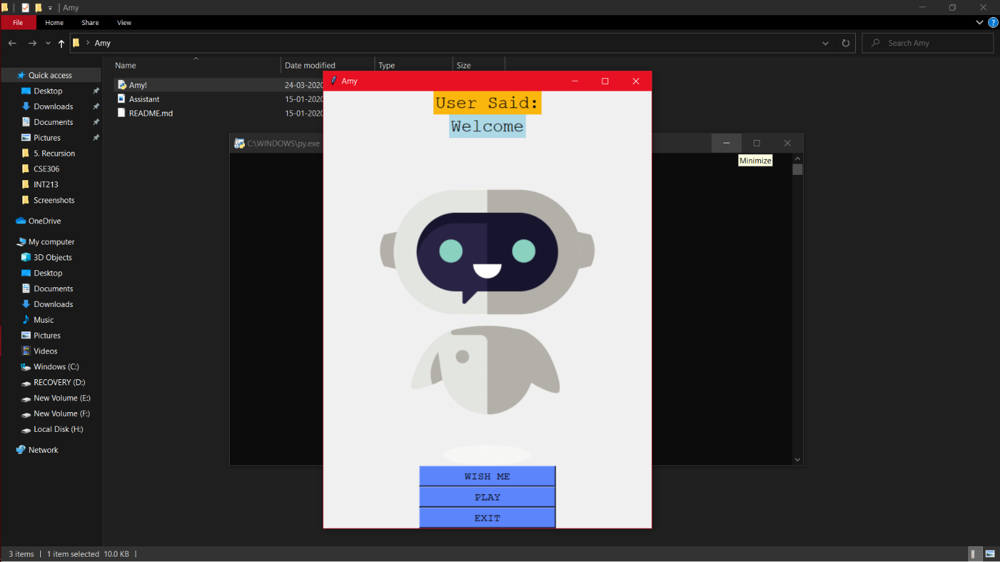 Amy
File Home Share View
Amy
Search Amy
Name Date modified Type Size
Quick access
Desktop
Downloads
Documents
Pictures
5. Recursion
CSE306
INT213
Screenshots
OneDrive
My computer
3D Objects
Desktop
Documents
Downloads
Music
Pictures
Videos
Windows (C:)
RECOVERY (D:)
New Volume (E:)
New Volume (F:)
Local Disk (H:)
Network
Amy! 24-03-2020
Assistant 15-01-2020
README.md 15-01-2020
C:\WINDOWS\py.exe
Minimize
Amy
User Said:
Welcome
WISH ME
PLAY
EXIT
3 items 1 item selected 10.0 KB